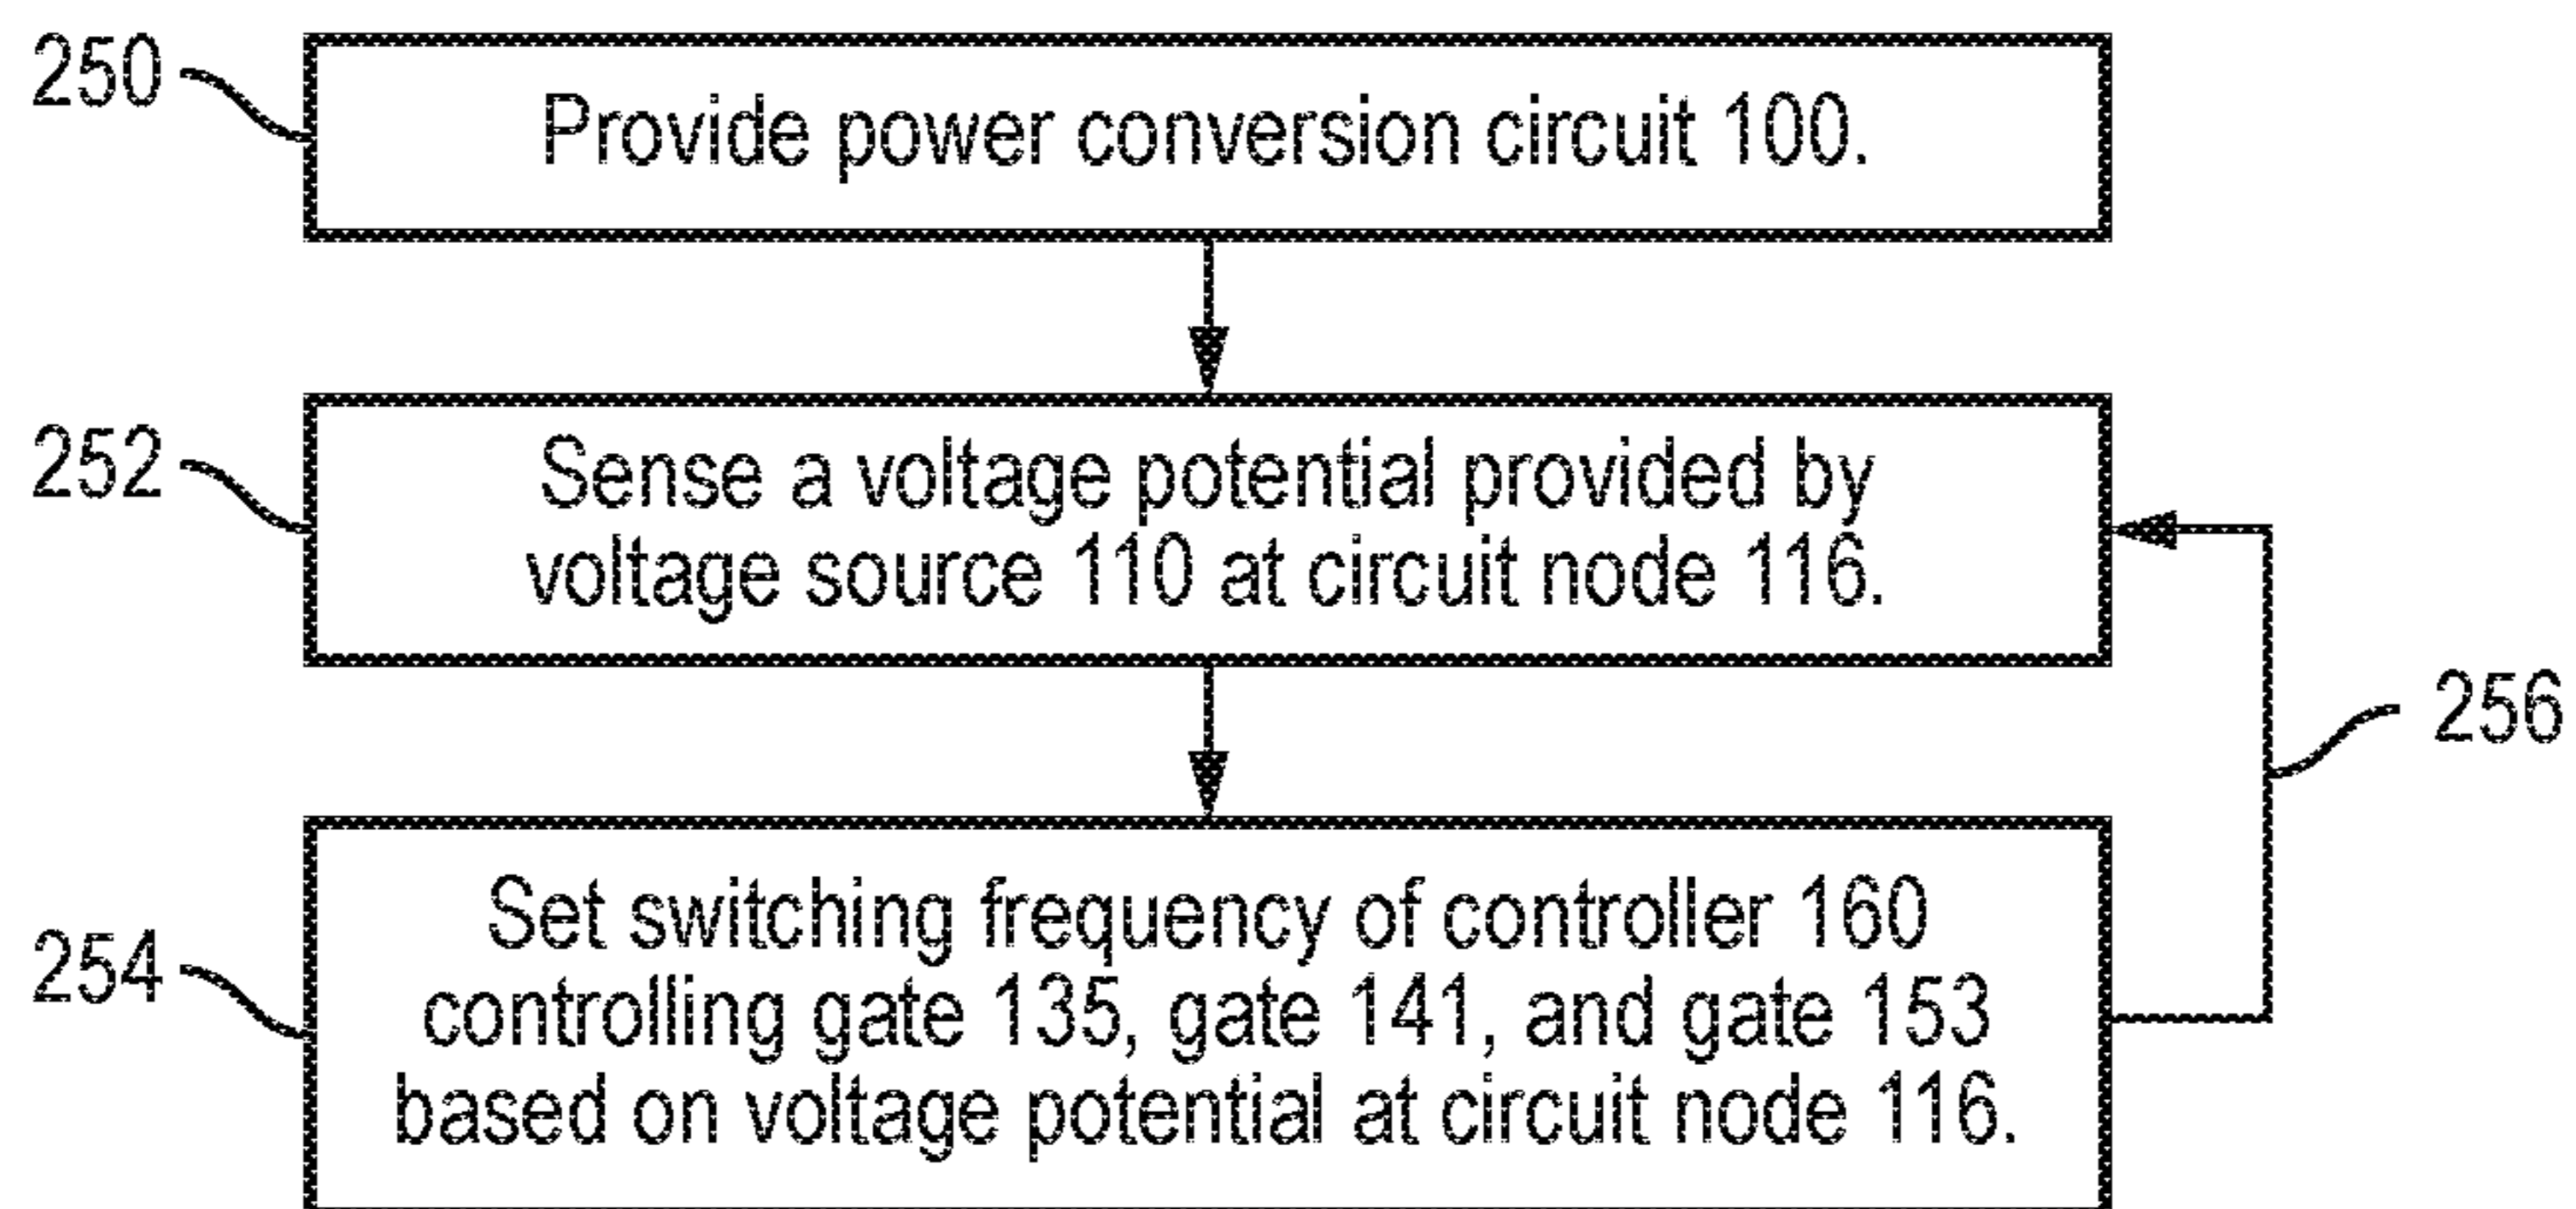 250
Provide power conversion circuit 100.
252
Sense a voltage potential provided by
voltage source 110 at circuit node 116.
256
254
Set switching frequency of controller 160
controlling gate 135, gate 141, and gate 153
based on voltage potential at circuit node 116.